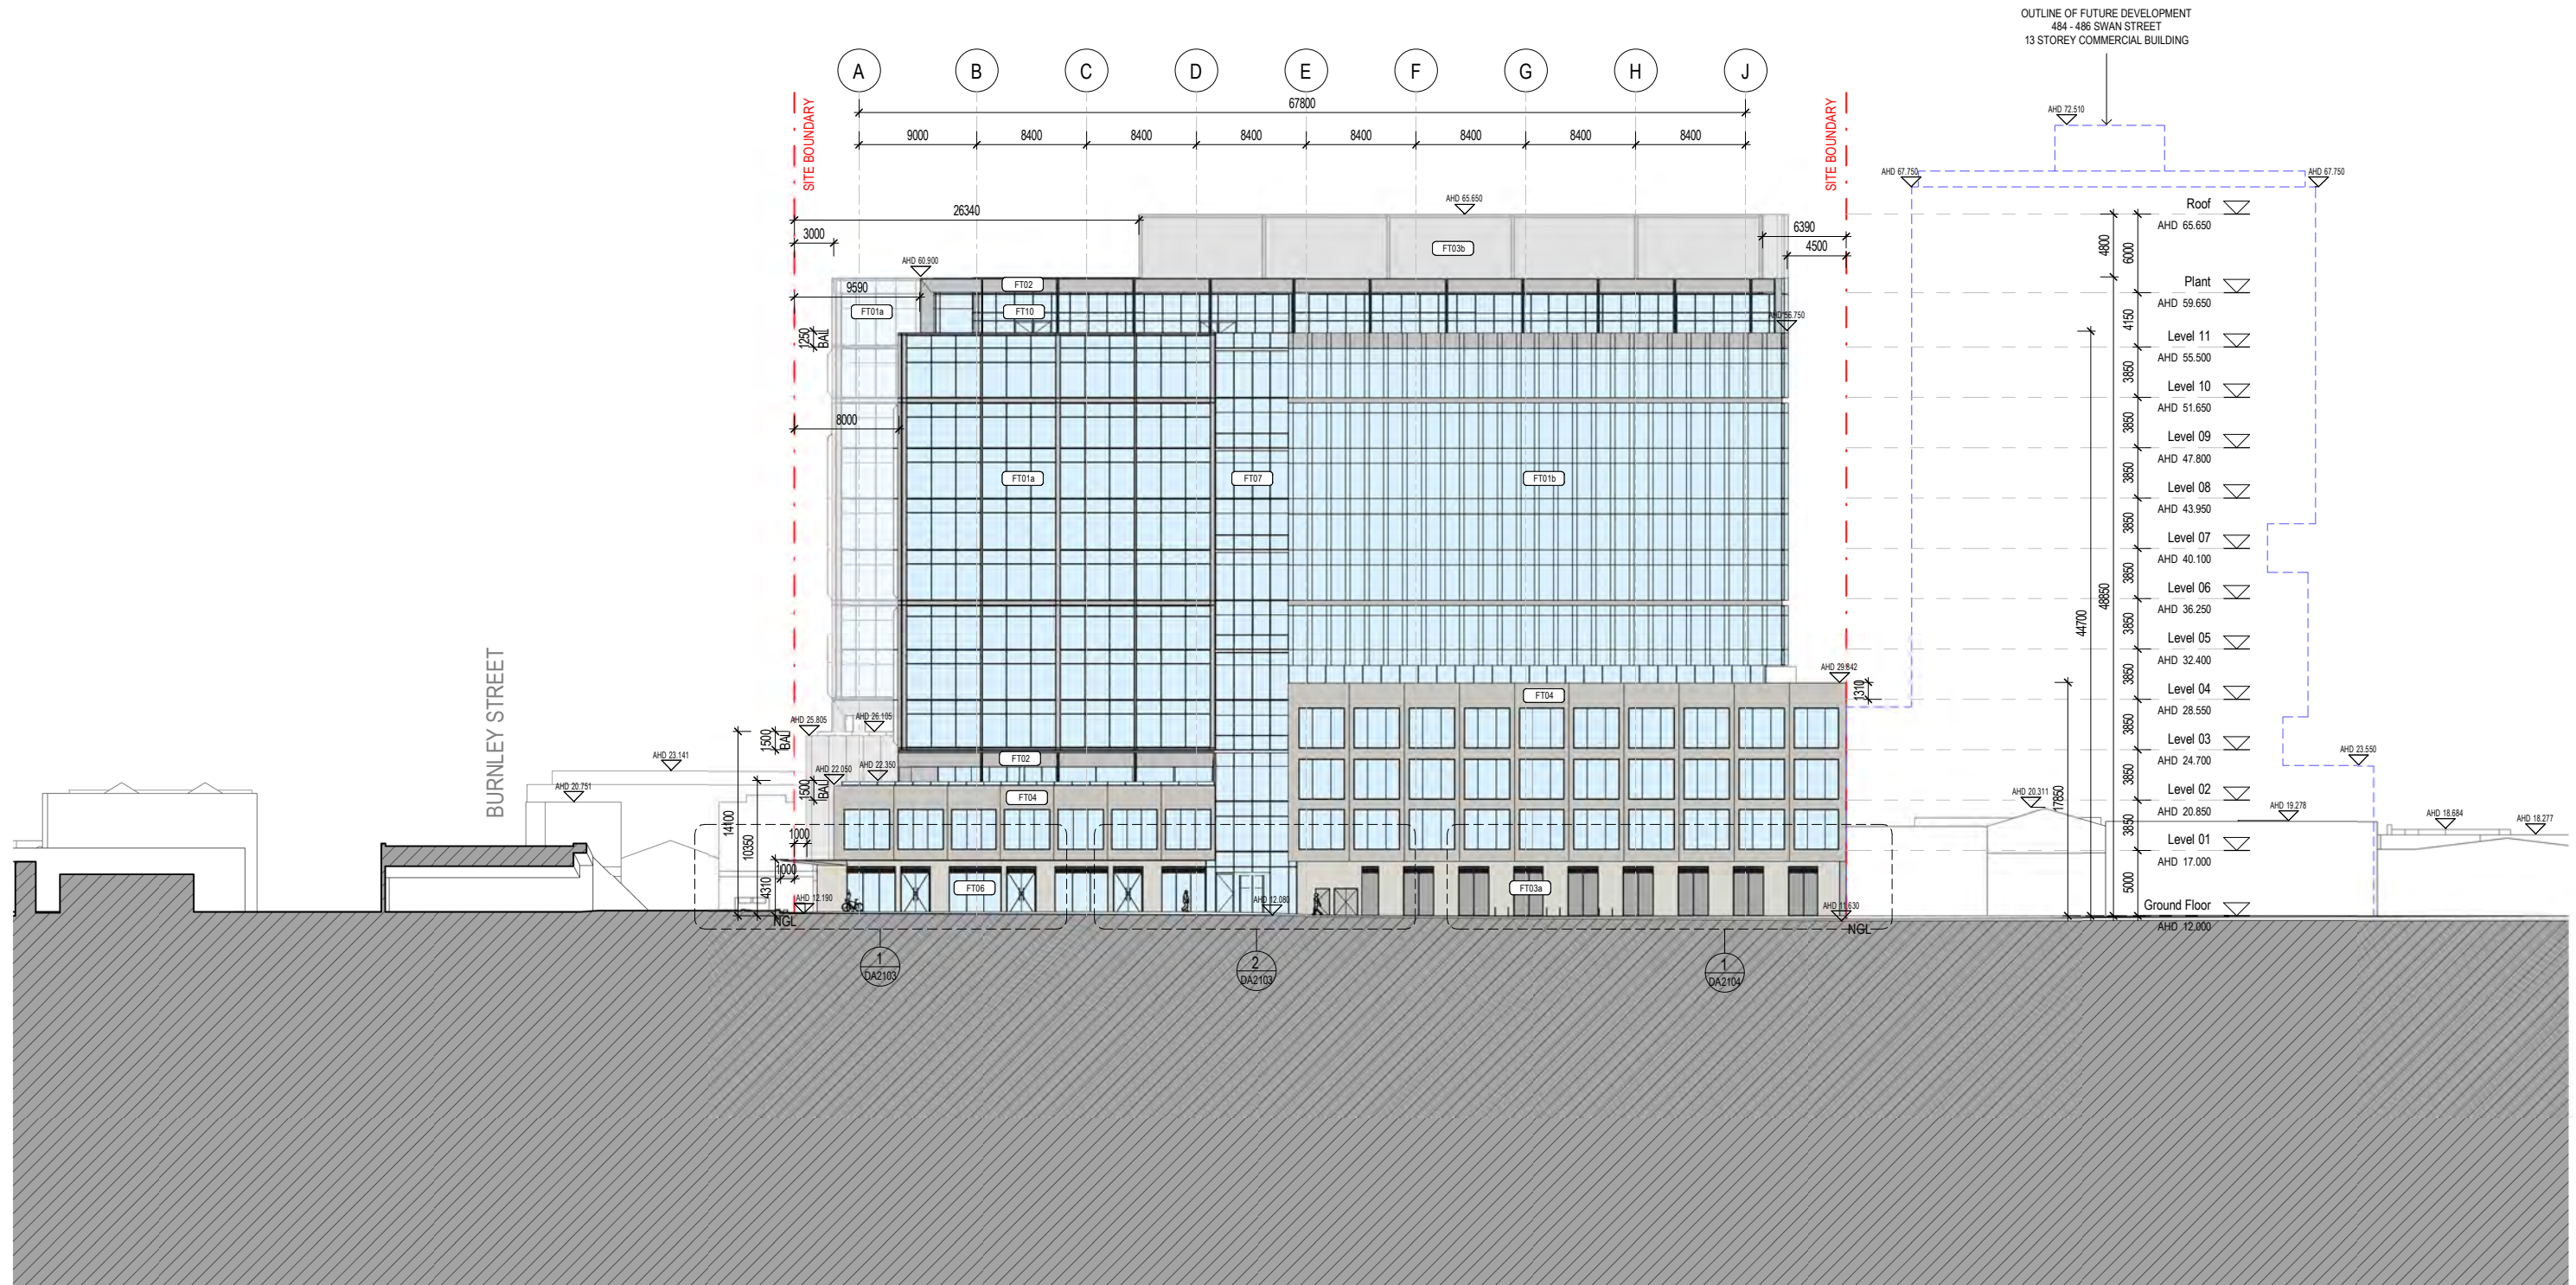 OUTLINE OF FUTURE DEVELOPMENT
484 - 486 SWAN STREET
13 STOREY COMMERCIAL BUILDING
A B C D E F G H J
SITE BOUNDARY
SITE BOUNDARY
67800
9000 8400 8400 8400 8400 8400 8400 8400
AHD 72.510
AHD 67.750
AHD 67.750
26340
AHD 65.650
3000
6390
4500
FT03b
AHD 60.900
9590
FT02
FT01a
FT10
1250
BAL
AHD 56.750
8000
FT01a
FT07
FT01b
Roof
AHD 65.650
4800
6000
Plant
AHD 59.650
4150
Level 11
AHD 55.500
3850
Level 10
AHD 51.650
3850
Level 09
AHD 47.800
3850
Level 08
AHD 43.950
3850
Level 07
AHD 40.100
3850
Level 06
AHD 36.250
48850
44700
3850
Level 05
AHD 32.400
3850
Level 04
AHD 28.550
3850
Level 03
AHD 24.700
3850
Level 02
AHD 20.850
3850
Level 01
AHD 17.000
5000
Ground Floor
AHD 12.000
17850
BURNLEY STREET
AHD 29.842
1310
FT04
AHD 25.805
AHD 26.105
1500
BAL
AHD 23.141
AHD 22.050
AHD 22.350
FT02
AHD 20.751
1500
BAL
FT04
14100
10350
1000
1000
4310
FT06
FT03a
AHD 12.190
AHD 12.080
AHD 11.630
NGL
NGL
AHD 23.550
AHD 20.311
AHD 19.278
AHD 18.684
AHD 18.277
1
DA2103
2
DA2103
1
DA2104